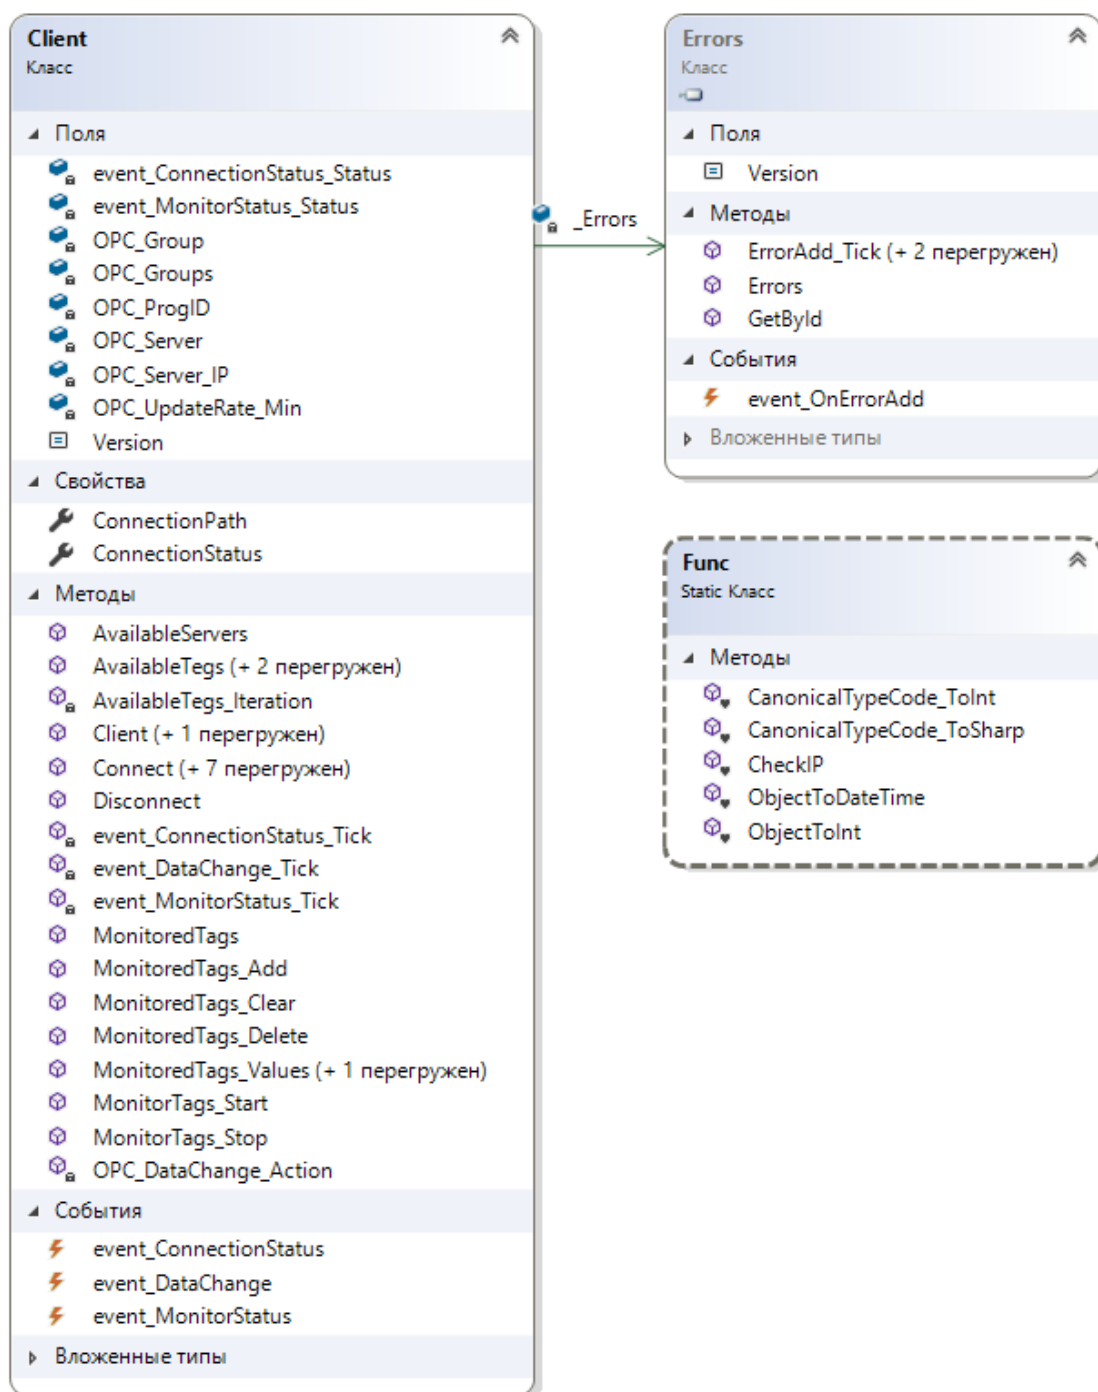 Client
Класс
Поля
event_ConnectionStatus_Status
event_MonitorStatus_Status
OPC_Group
OPC_Groups
OPC_ProgID
OPC_Server
OPC_Server_IP
OPC_UpdateRate_Min
Version
Свойства
ConnectionPath
ConnectionStatus
Методы
AvailableServers
AvailableTegs (+ 2 перегружен)
AvailableTegs_Iteration
Client (+ 1 перегружен)
Connect (+ 7 перегружен)
Disconnect
event_ConnectionStatus_Tick
event_DataChange_Tick
event_MonitorStatus_Tick
MonitoredTags
MonitoredTags_Add
MonitoredTags_Clear
MonitoredTags_Delete
MonitoredTags_Values (+ 1 перегружен)
MonitorTags_Start
MonitorTags_Stop
OPC_DataChange_Action
События
event_ConnectionStatus
event_DataChange
event_MonitorStatus
Вложенные типы
_Errors
Errors
Класс
Поля
Version
Методы
ErrorAdd_Tick (+ 2 перегружен)
Errors
GetById
События
event_OnErrorAdd
Вложенные типы
Func
Static Класс
Методы
CanonicalTypeCode_ToInt
CanonicalTypeCode_ToSharp
CheckIP
ObjectToDateTime
ObjectToInt